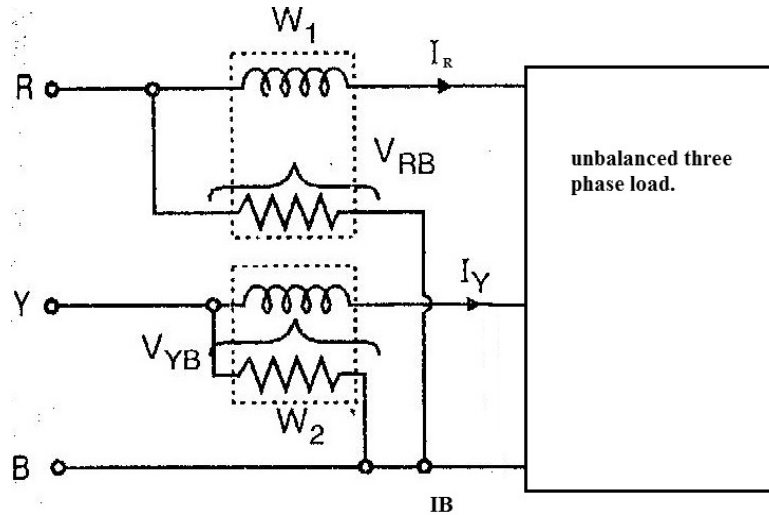 W1
R
IR
VRB
unbalanced three
phase load.
Y
IY
VYB
W2
B
IB